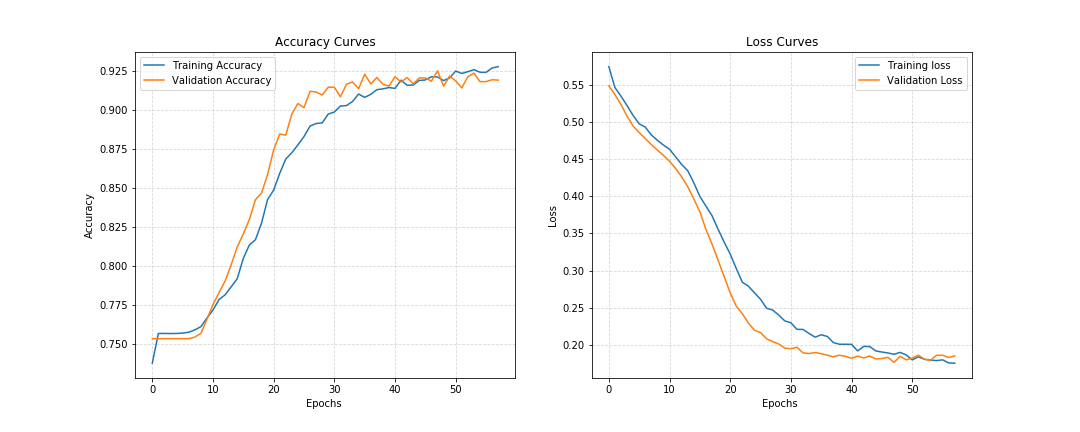 Accuracy Curves
Training Accuracy
Validation Accuracy
0.925
0.900
0.875
0.850
0.825
0.800
0.775
0.750
Accuracy
0 10 20 30 40 50
Epochs
Loss Curves
Training loss
Validation Loss
0.55
0.50
0.45
0.40
0.35
0.30
0.25
0.20
Loss
0 10 20 30 40 50
Epochs